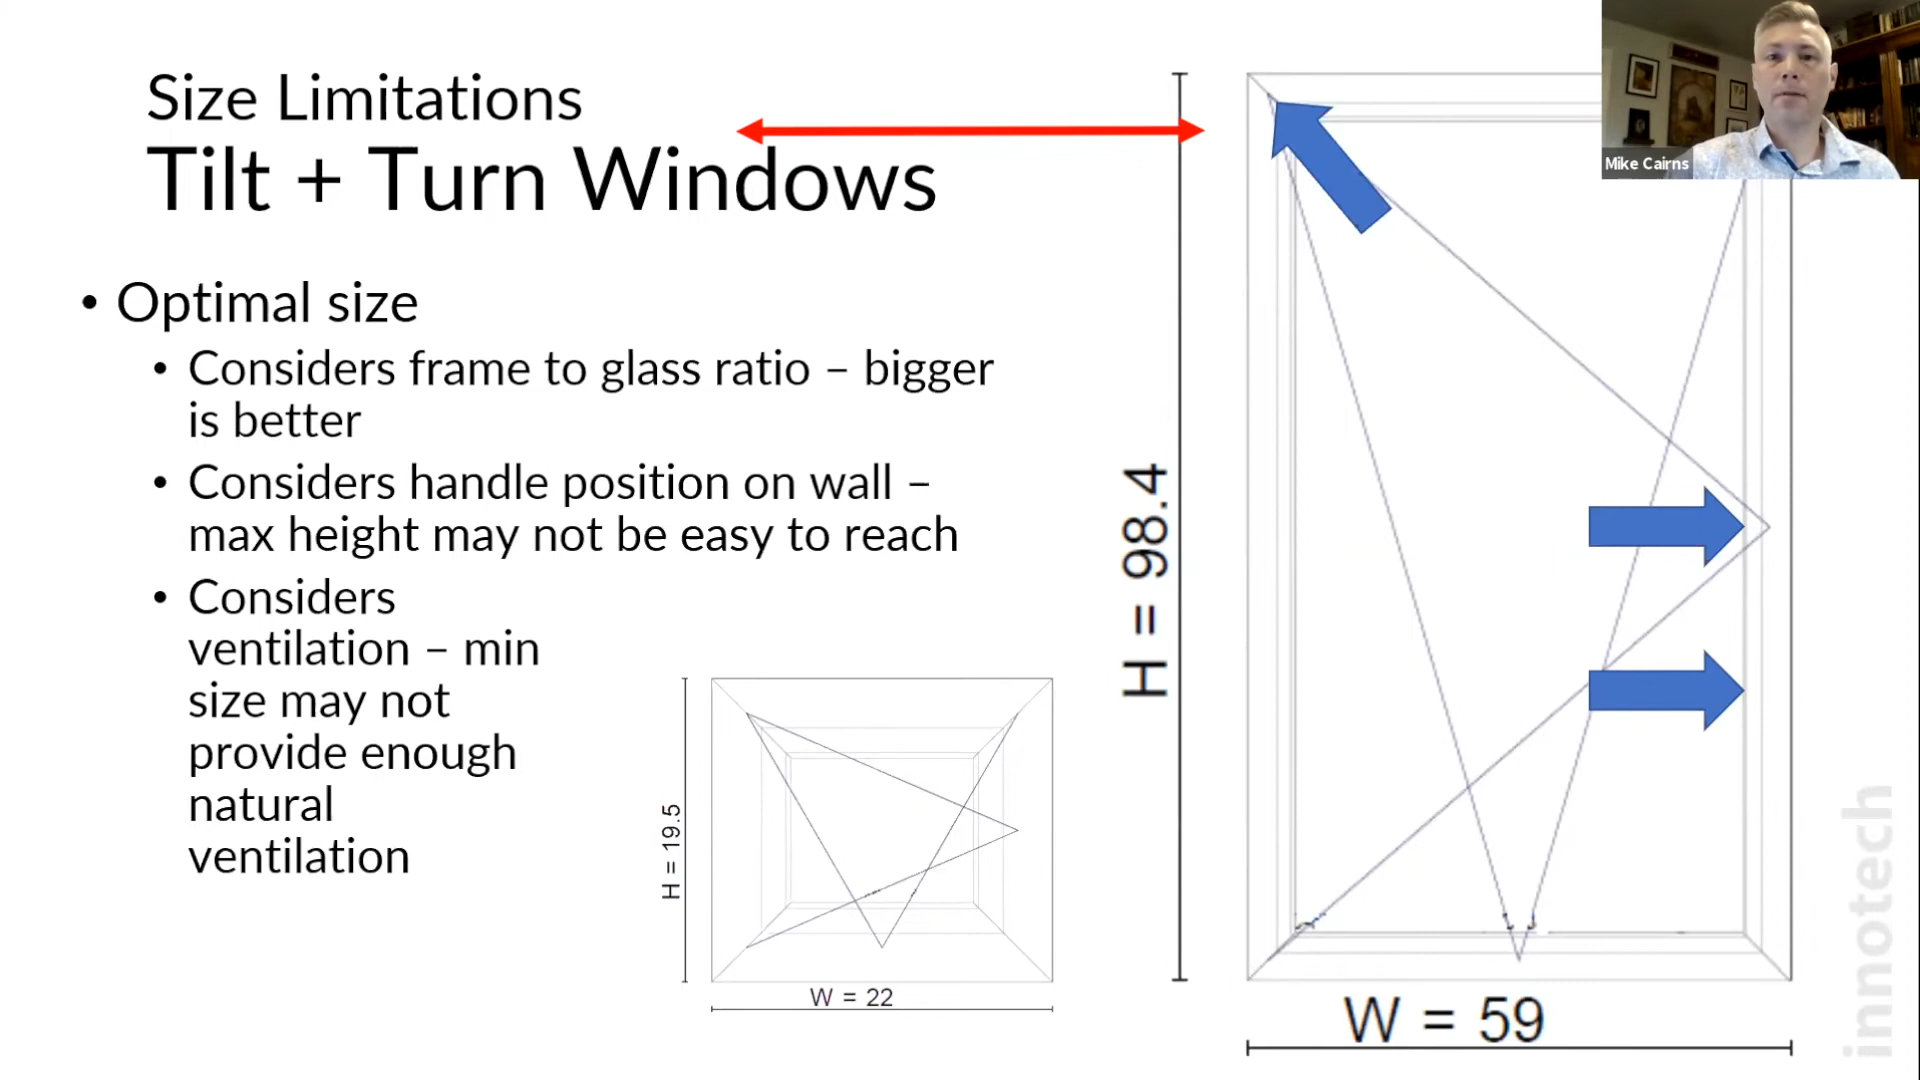 Size Limitations
Tilt + Turn Windows
• Optimal size
• Considers frame to glass ratio – bigger
is better
• Considers handle position on wall –
max height may not be easy to reach
• Considers
ventilation – min
size may not
provide enough
natural
ventilation
H = 19.5
W = 22
H = 98.4
W = 59
Mike Cairns
innotech